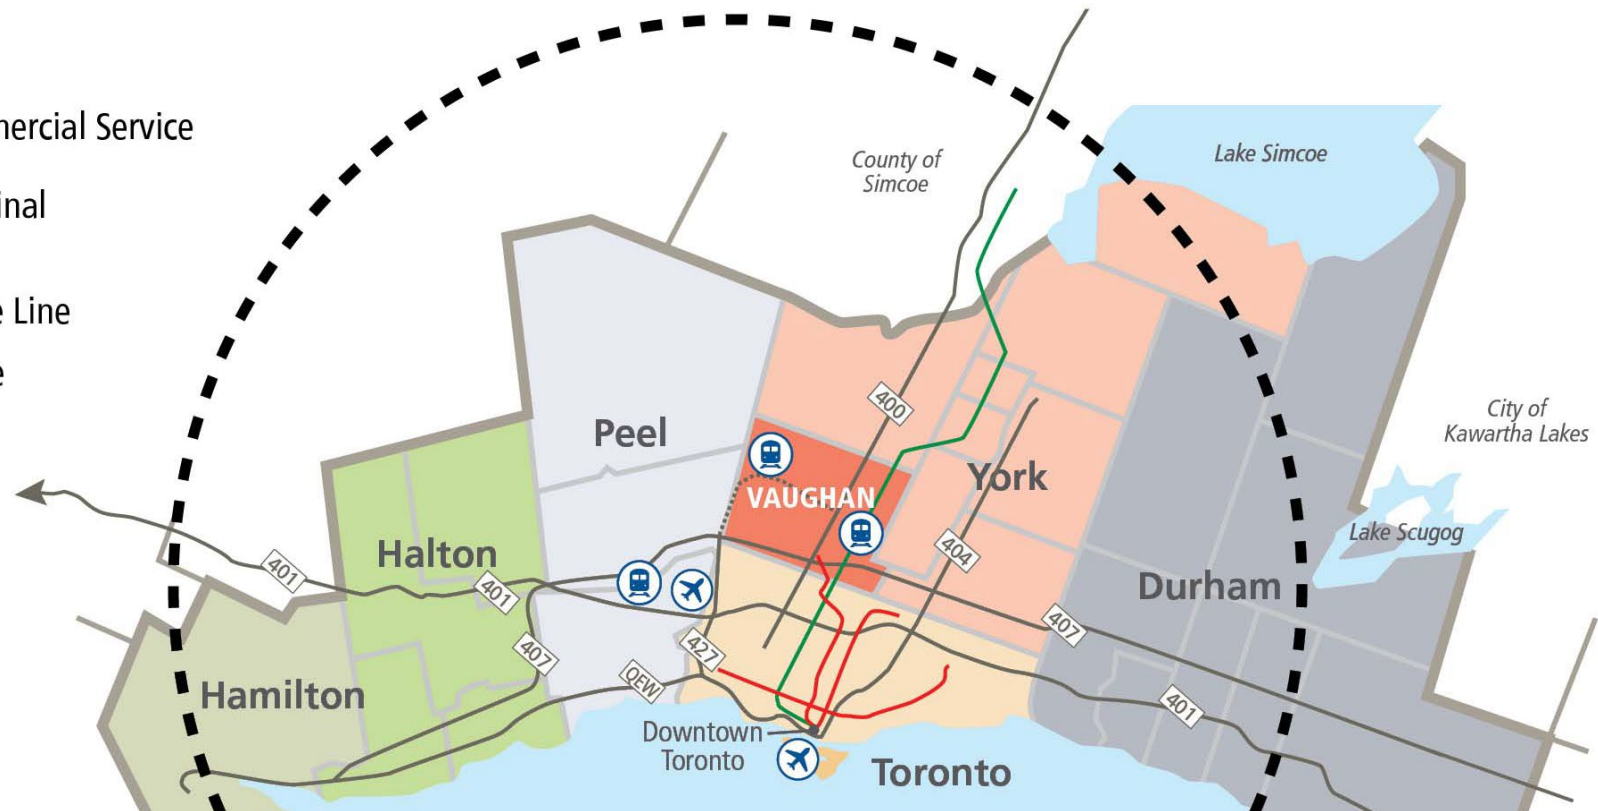 mercial Service
inal
e Line
e
County of
Simcoe
Lake Simcoe
400
Peel
City of
Kawartha Lakes
York
VAUGHAN
Lake Scugog
Halton
404
401
401
Durham
407
407
427
QEW
Hamilton
401
Downtown
Toronto
Toronto